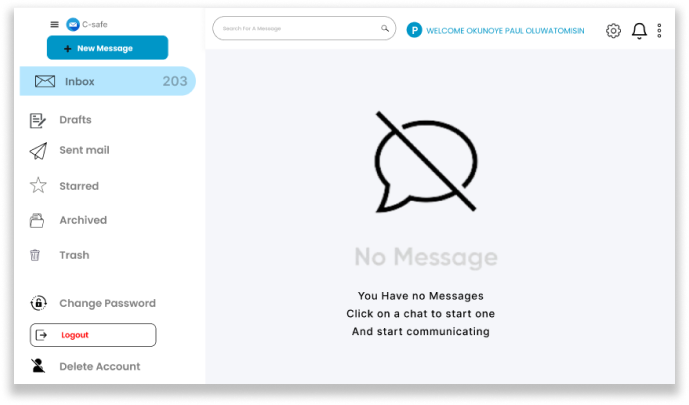 C-safe
+ New Message
Inbox 203
Drafts
Sent mail
Starred
Archived
Trash
Change Password
Logout
Delete Account
Search for A Message
P WELCOME OKUNOYE PAUL OLUWATOMISIN
No Message
You Have no Messages
Click on a chat to start one
And start communicating